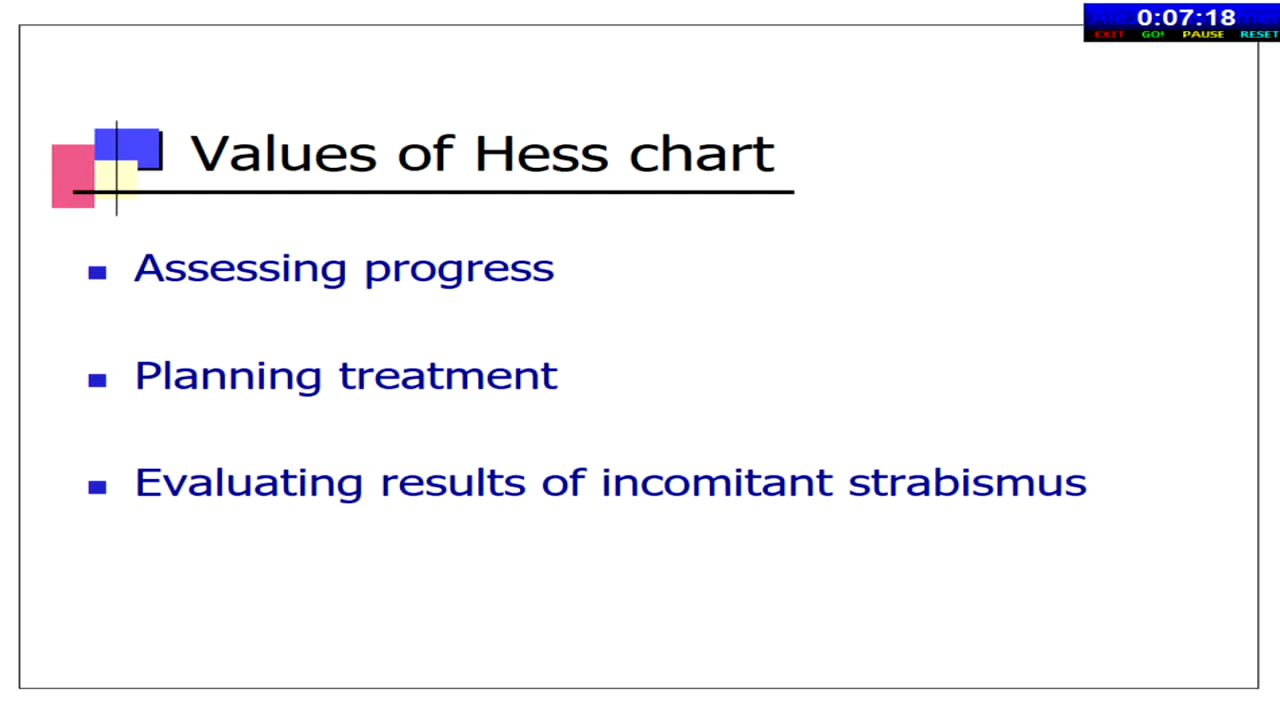 0:07:18
EXIT GO! PAUSE RESET
Values of Hess chart
Assessing progress
Planning treatment
Evaluating results of incomitant strabismus